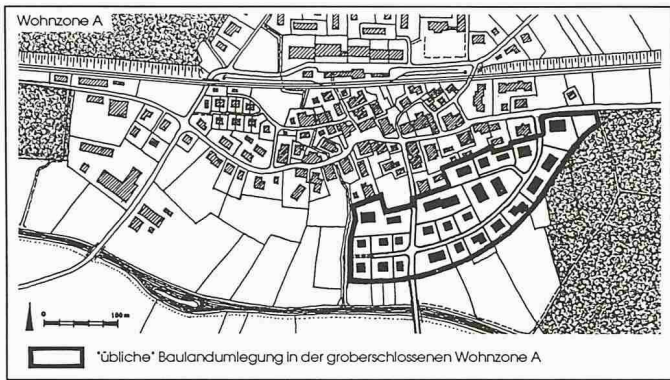 Wohnzone A
0 100 m
"übliche" Baulandumlegung in der groberschlossenen Wohnzone A